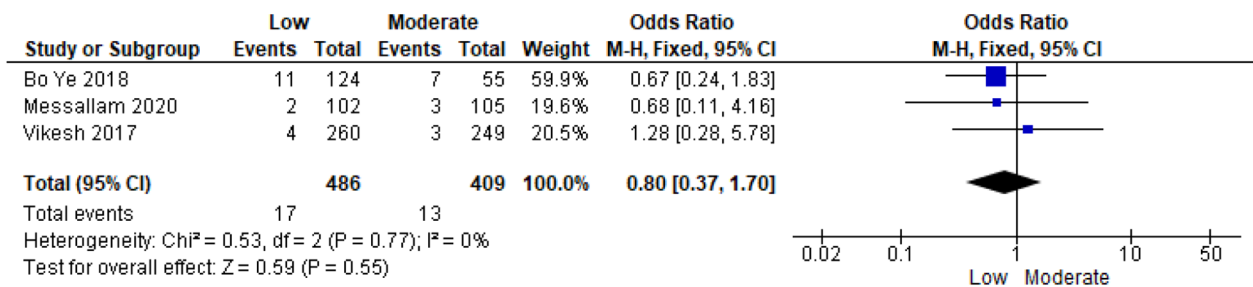 Low Moderate Odds Ratio Odds Ratio
Study or Subgroup Events Total Events Total Weight M-H, Fixed, 95% CI M-H, Fixed, 95% CI
Bo Ye 2018 11 124 7 55 59.9% 0.67 [0.24, 1.83]
Messallam 2020 2 102 3 105 19.6% 0.68 [0.11, 4.16]
Vikesh 2017 4 260 3 249 20.5% 1.28 [0.28, 5.78]
Total (95% CI) 486 409 100.0% 0.80 [0.37, 1.70]
Total events 17 13
Heterogeneity: Chi² = 0.53, df = 2 (P = 0.77); I² = 0%
Test for overall effect: Z = 0.59 (P = 0.55)
0.02 0.1 1 10 50
Low Moderate